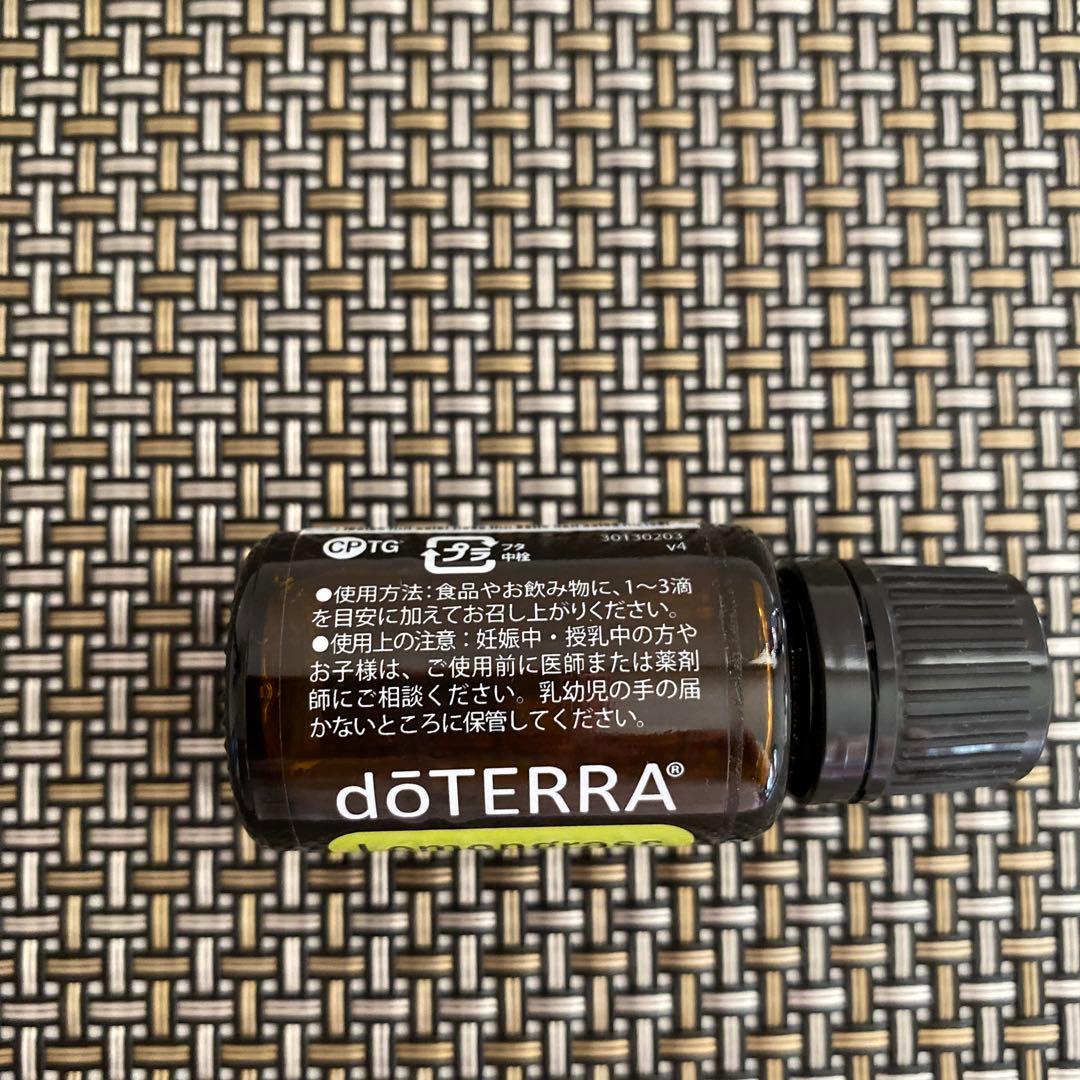 CPTG
プラ
フタ
中栓
30130203
v4
●使用方法:食品やお飲み物に、1〜3滴
を目安に加えてお召し上がりください。
●使用上の注意:妊娠中・授乳中の方や
お子様は、ご使用前に医師または薬剤
師にご相談ください。乳幼児の手の届
かないところに保管してください。
dōTERRA®
Lemongrass